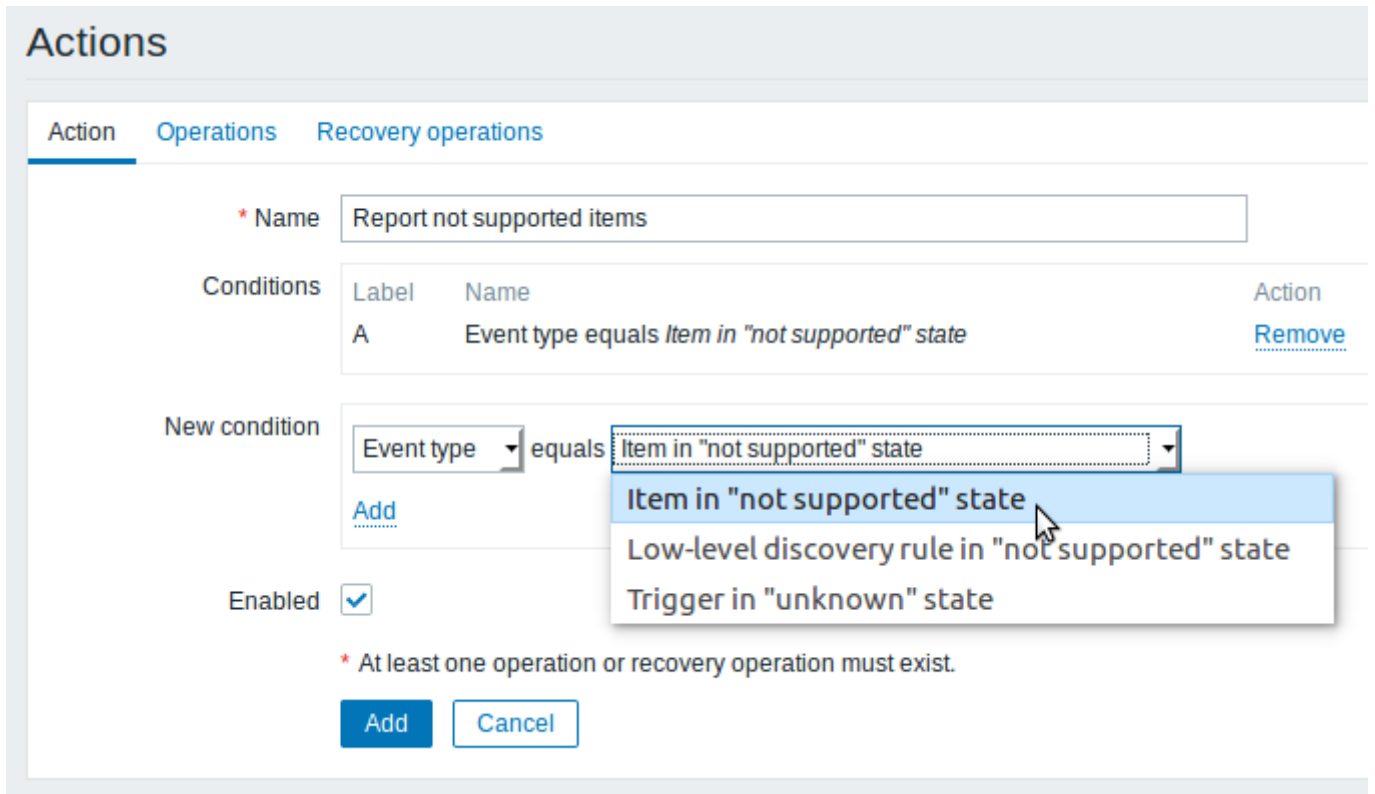 Actions
Action Operations Recovery operations
* Name Report not supported items
Conditions Label Name Action
A Event type equals Item in "not supported" state Remove
New condition Event type equals Item in "not supported" state
Add
Item in "not supported" state
Low-level discovery rule in "not supported" state
Trigger in "unknown" state
Enabled
* At least one operation or recovery operation must exist.
Add Cancel